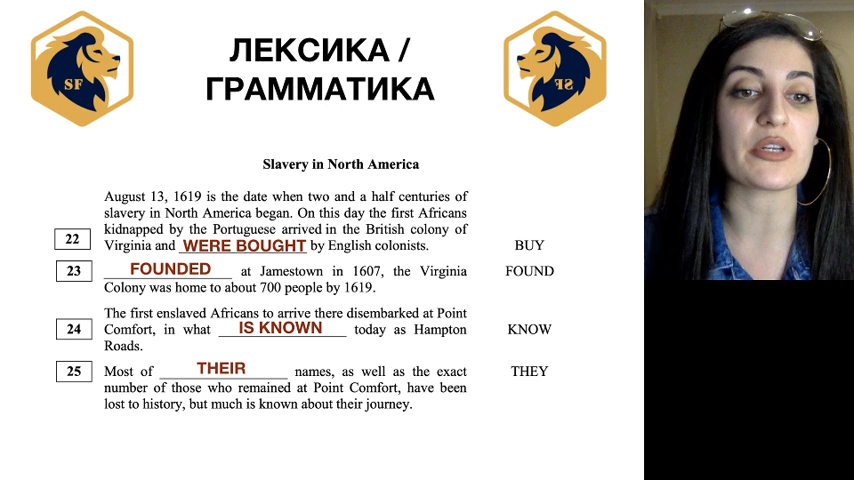 SF
ЛЕКСИКА /
ГРАММАТИКА
SF
Slavery in North America
August 13, 1619 is the date when two and a half centuries of
slavery in North America began. On this day the first Africans
kidnapped by the Portuguese arrived in the British colony of
22 Virginia and WERE BOUGHT by English colonists. BUY
23 FOUNDED at Jamestown in 1607, the Virginia FOUND
Colony was home to about 700 people by 1619.
The first enslaved Africans to arrive there disembarked at Point
24 Comfort, in what IS KNOWN today as Hampton KNOW
Roads.
25 Most of THEIR names, as well as the exact THEY
number of those who remained at Point Comfort, have been
lost to history, but much is known about their journey.